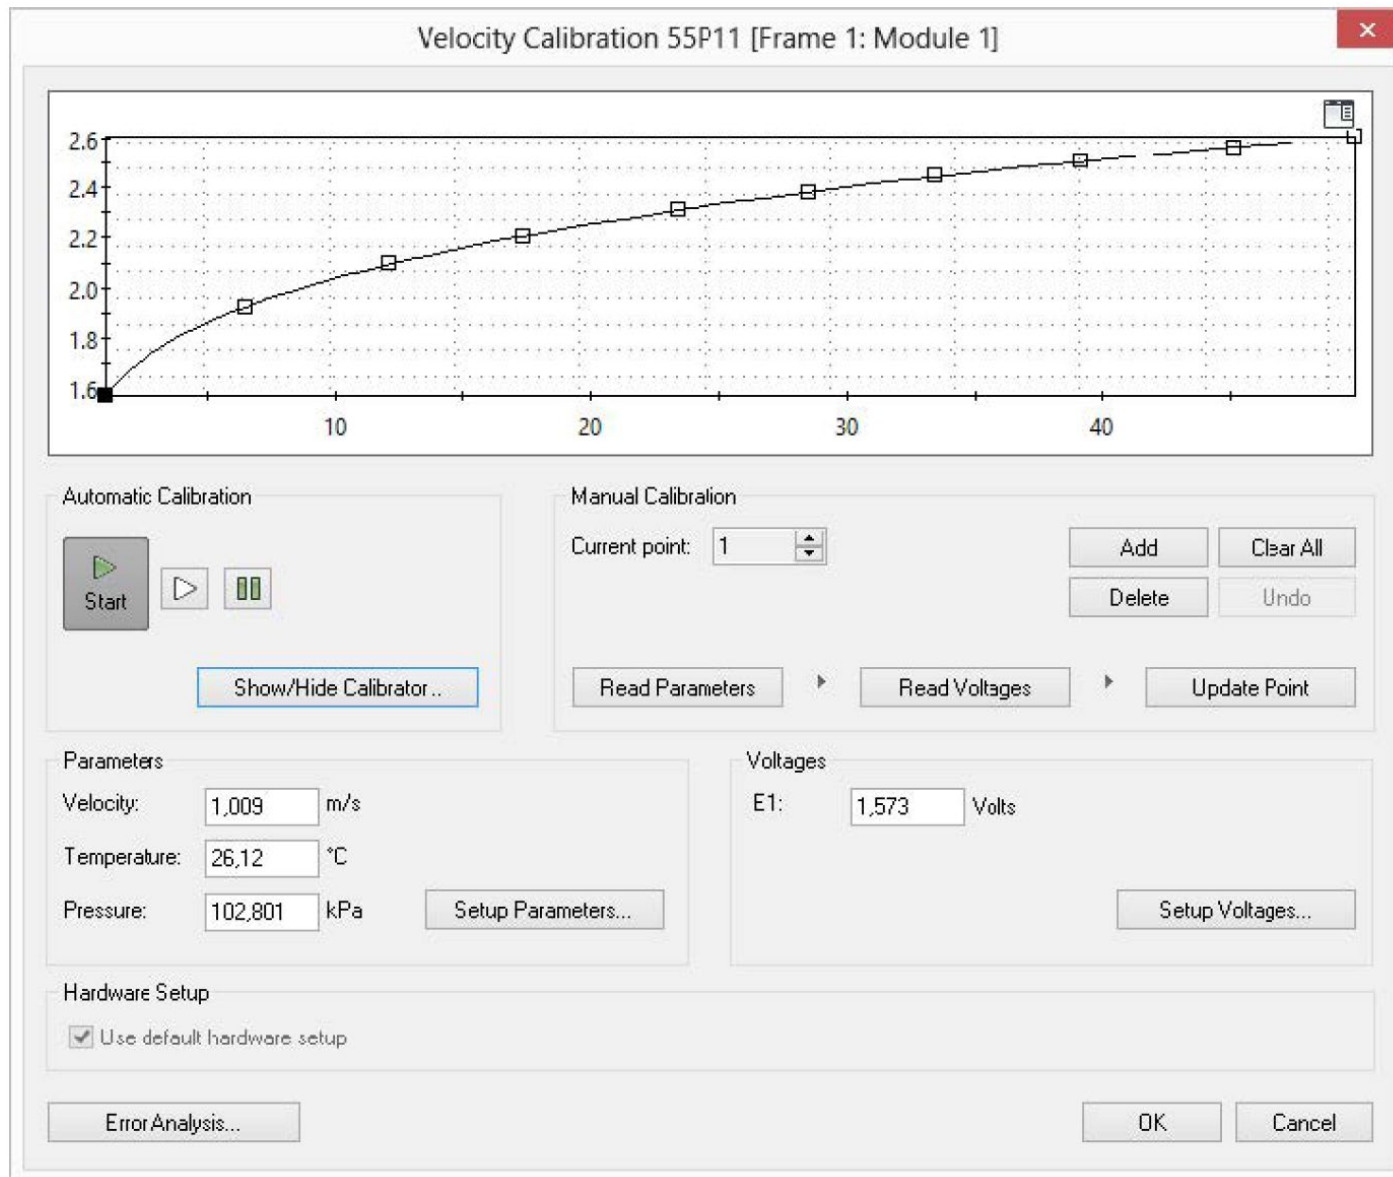 Velocity Calibration 55P11 [Frame 1: Module 1]
2.6
2.4
2.2
2.0
1.8
1.6
10 20 30 40
Automatic Calibration
Start
Show/Hide Calibrator..
Manual Calibration
Current point: 1
Add Clear All
Delete Undo
Read Parameters Read Voltages Update Point
Parameters
Velocity: 1,009 m/s
Temperature: 26,12 °C
Pressure: 102,801 kPa Setup Parameters...
Voltages
E1: 1,573 Volts
Setup Voltages...
Hardware Setup
Use default hardware setup
Error Analysis... OK Cancel